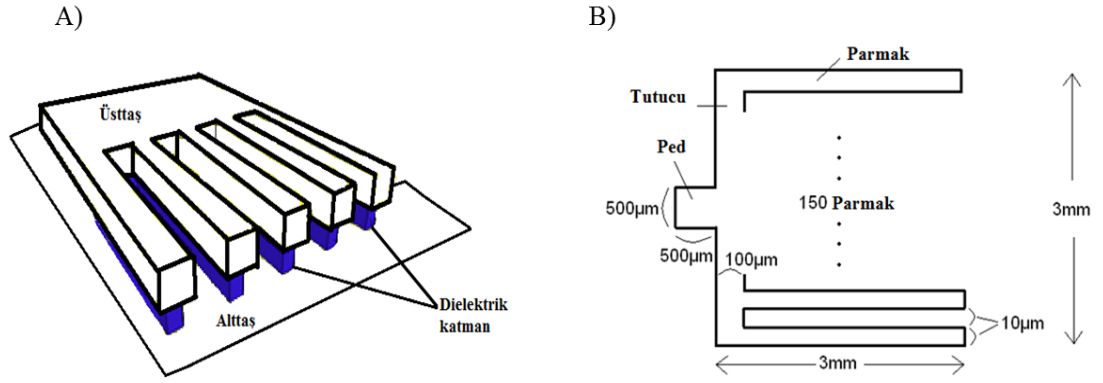 A)
Üsttaş
Alttaş
Dielektrik
katman
B)
Parmak
Tutucu
Ped
150 Parmak
500µm
500µm
100µm
10µm
3mm
3mm